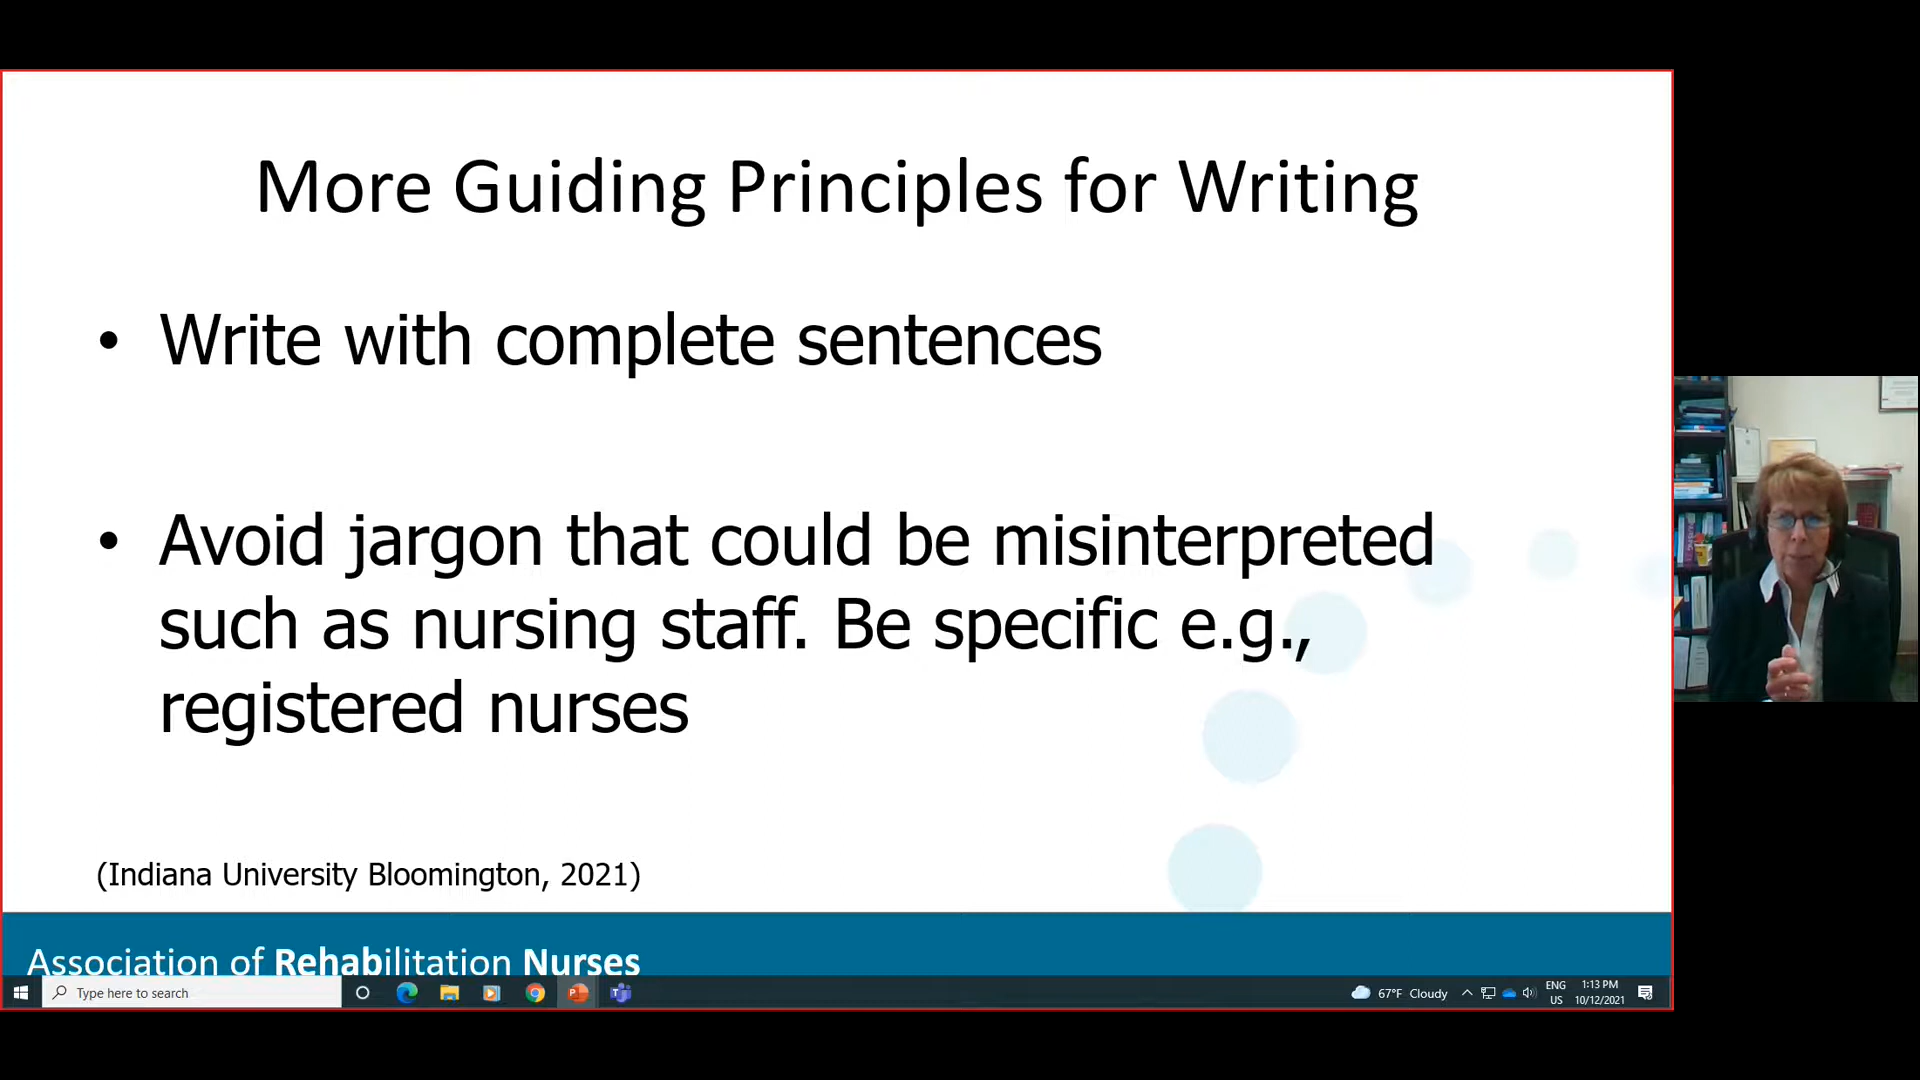 More Guiding Principles for Writing
• Write with complete sentences
• Avoid jargon that could be misinterpreted
such as nursing staff. Be specific e.g.,
registered nurses
(Indiana University Bloomington, 2021)
Association of Rehabilitation Nurses
Type here to search
67°F Cloudy
ENG
US
1:13 PM
10/12/2021